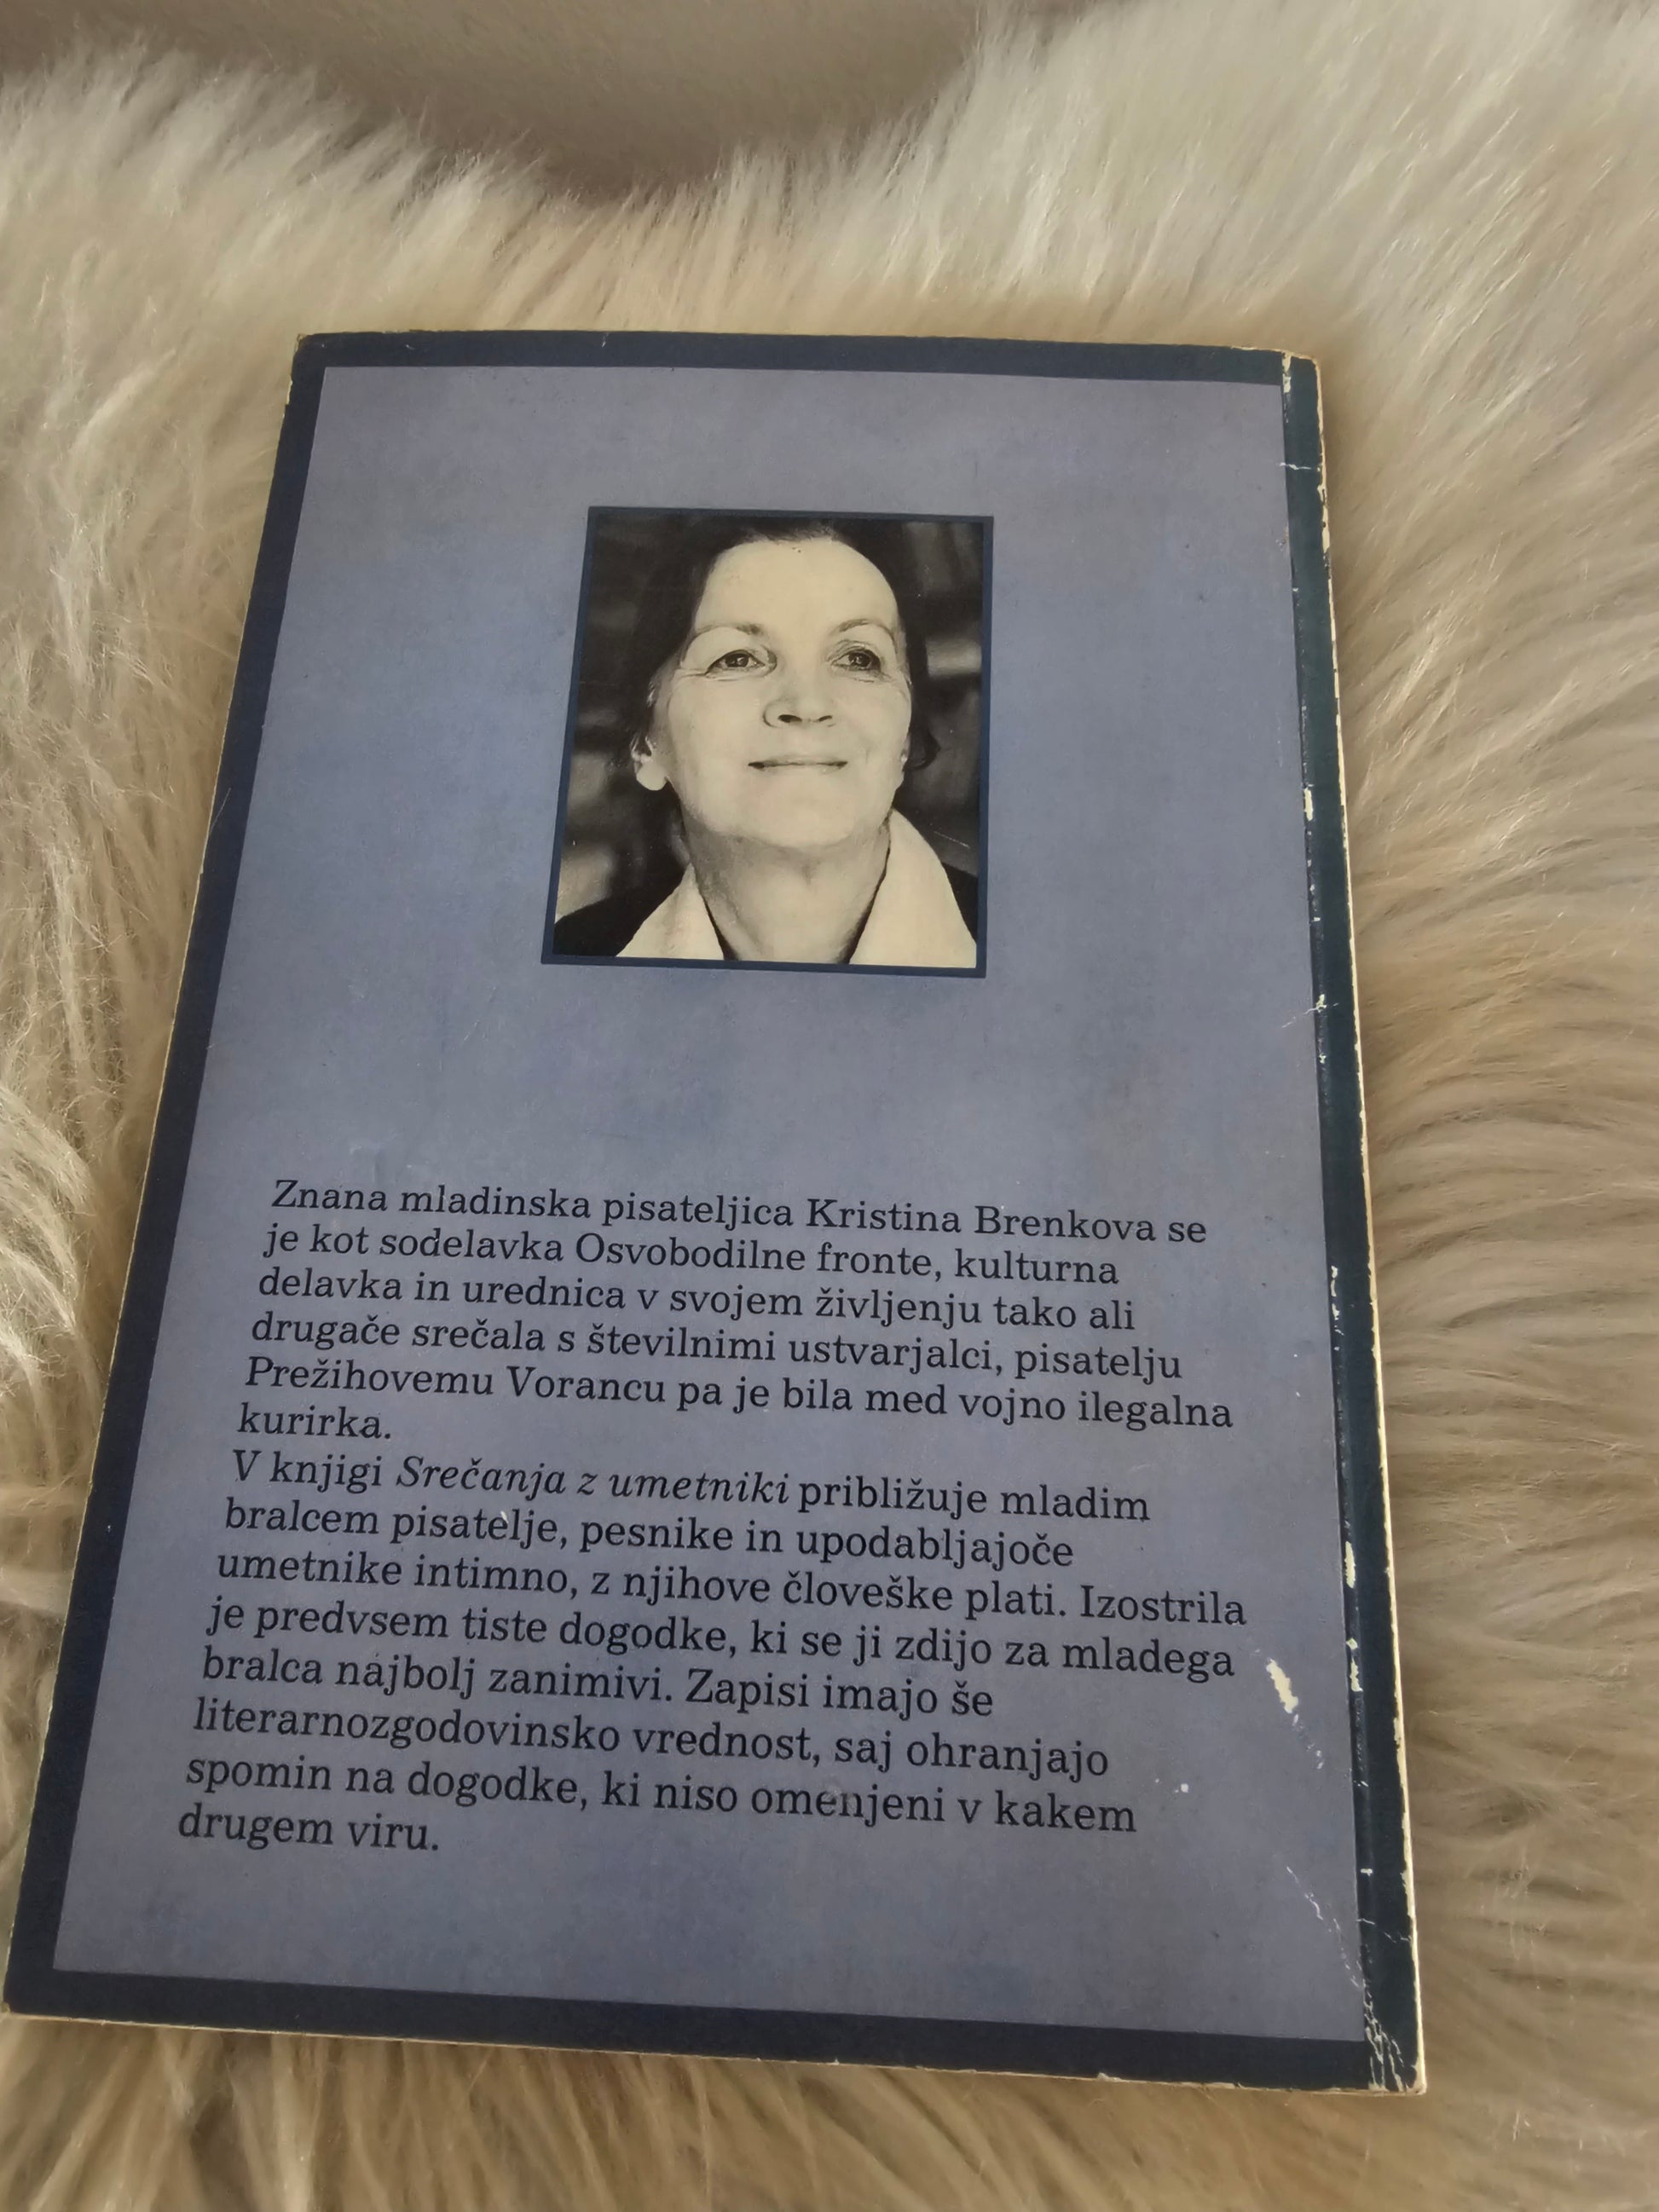 Znana mladinska pisateljica Kristina Brenkova se
je kot sodelavka Osvobodilne fronte, kulturna
delavka in urednica v svojem življenju tako ali
drugače srečala s številnimi ustvarjalci, pisatelju
Prežihovemu Vorancu pa je bila med vojno ilegalna
kurirka.
V knjigi Srečanja z umetniki približuje mladim
bralcem pisatelje, pesnike in upodabljajoče
umetnike intimno, z njihove človeške plati. Izostrila
je predvsem tiste dogodke, ki se ji zdijo za mladega
bralca najbolj zanimivi. Zapisi imajo še
literarnozgodovinsko vrednost, saj ohranjajo
spomin na dogodke, ki niso omenjeni v kakem
drugem viru.